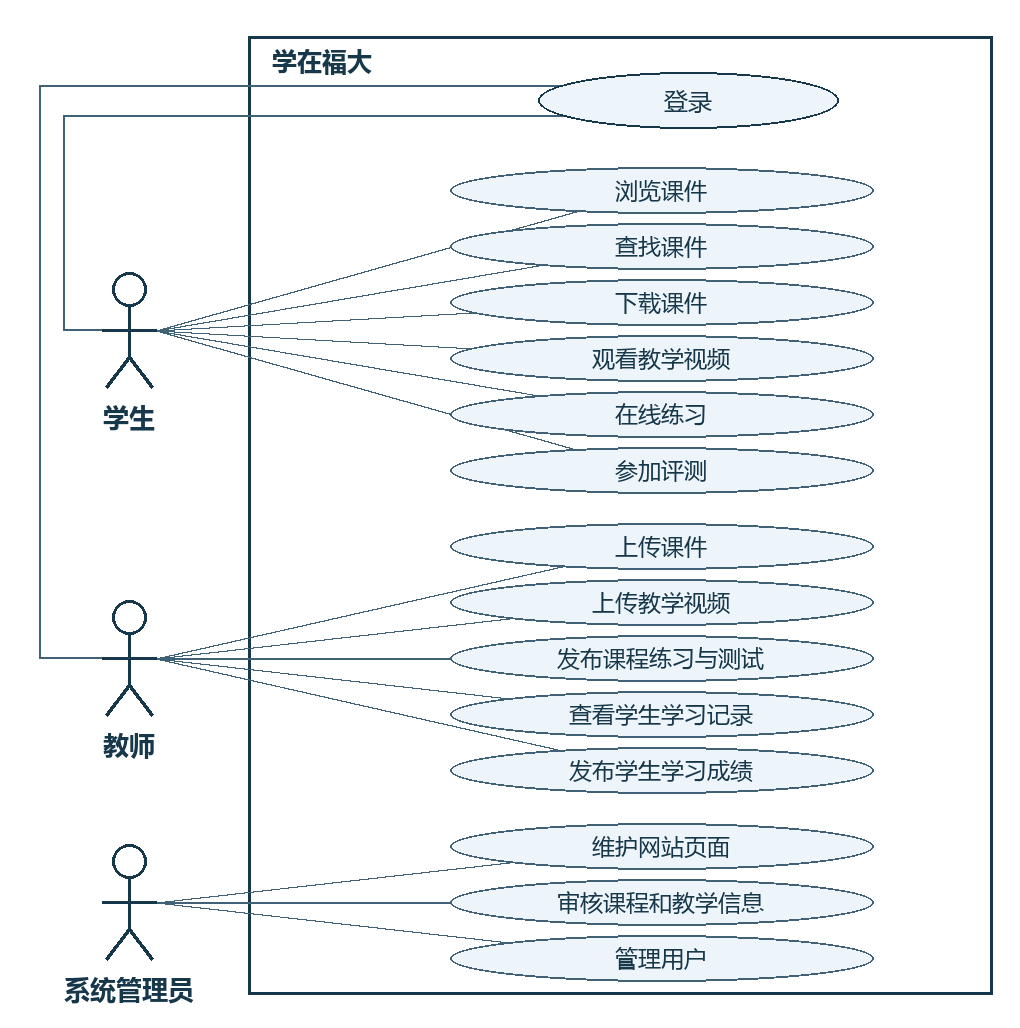 学在福大
登录
浏览课件
查找课件
下载课件
观看教学视频
在线练习
参加评测
学生
上传课件
上传教学视频
发布课程练习与测试
查看学生学习记录
发布学生学习成绩
教师
维护网站页面
审核课程和教学信息
管理用户
系统管理员